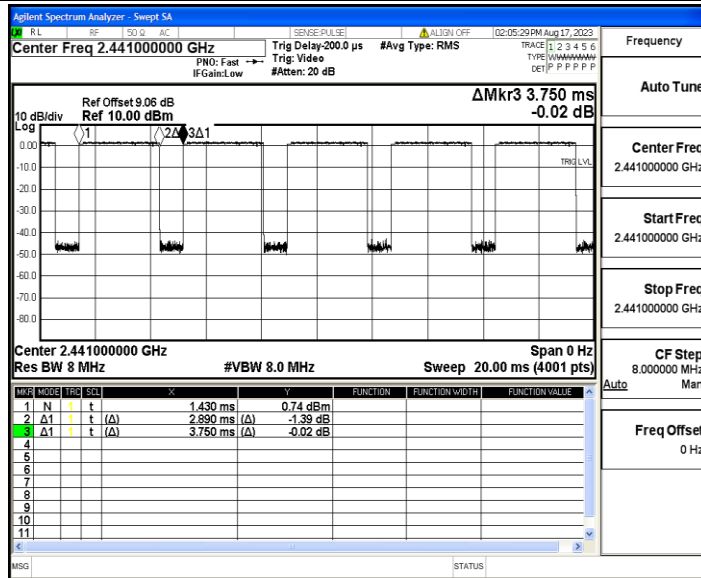 Agilent Spectrum Analyzer - Swept SA
RL RF 50 Ω AC SENSE:PULSE ALIGN OFF 02:05:29 PM Aug 17, 2023
Center Freq 2.441000000 GHz
PNO: Fast
IFGain:Low
Trig Delay-200.0 µs
Trig: Video
#Atten: 20 dB
#Avg Type: RMS
TRACE 1 2 3 4 5 6
TYPE WWWWWW
DET P P P P P P
Ref Offset 9.06 dB
10 dB/div Ref 10.00 dBm
ΔMkr3 3.750 ms
-0.02 dB
Log
1 2Δ 3Δ1
0.00
-10.0
-20.0
-30.0
-40.0
-50.0
-60.0
-70.0
-80.0
TRIG LVL
Center 2.441000000 GHz Span 0 Hz
Res BW 8 MHz #VBW 8.0 MHz Sweep 20.00 ms (4001 pts)
MKR MODE TRC SCL X Y FUNCTION FUNCTION WIDTH FUNCTION VALUE
1 N 1 t 1.430 ms 0.74 dBm
2 Δ1 1 t (Δ) 2.890 ms (Δ) -1.39 dB
3 Δ1 1 t (Δ) 3.750 ms (Δ) -0.02 dB
4
5
6
7
8
9
10
11
MSG STATUS
Frequency
Auto Tune
Center Freq
2.441000000 GHz
Start Freq
2.441000000 GHz
Stop Freq
2.441000000 GHz
CF Step
8.000000 MHz
Auto Man
Freq Offset
0 Hz